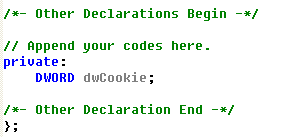 /*- Other Declarations Begin -*/
// Append your codes here.
private:
    DWORD dwCookie;
/*- Other Declaration End -*/
};